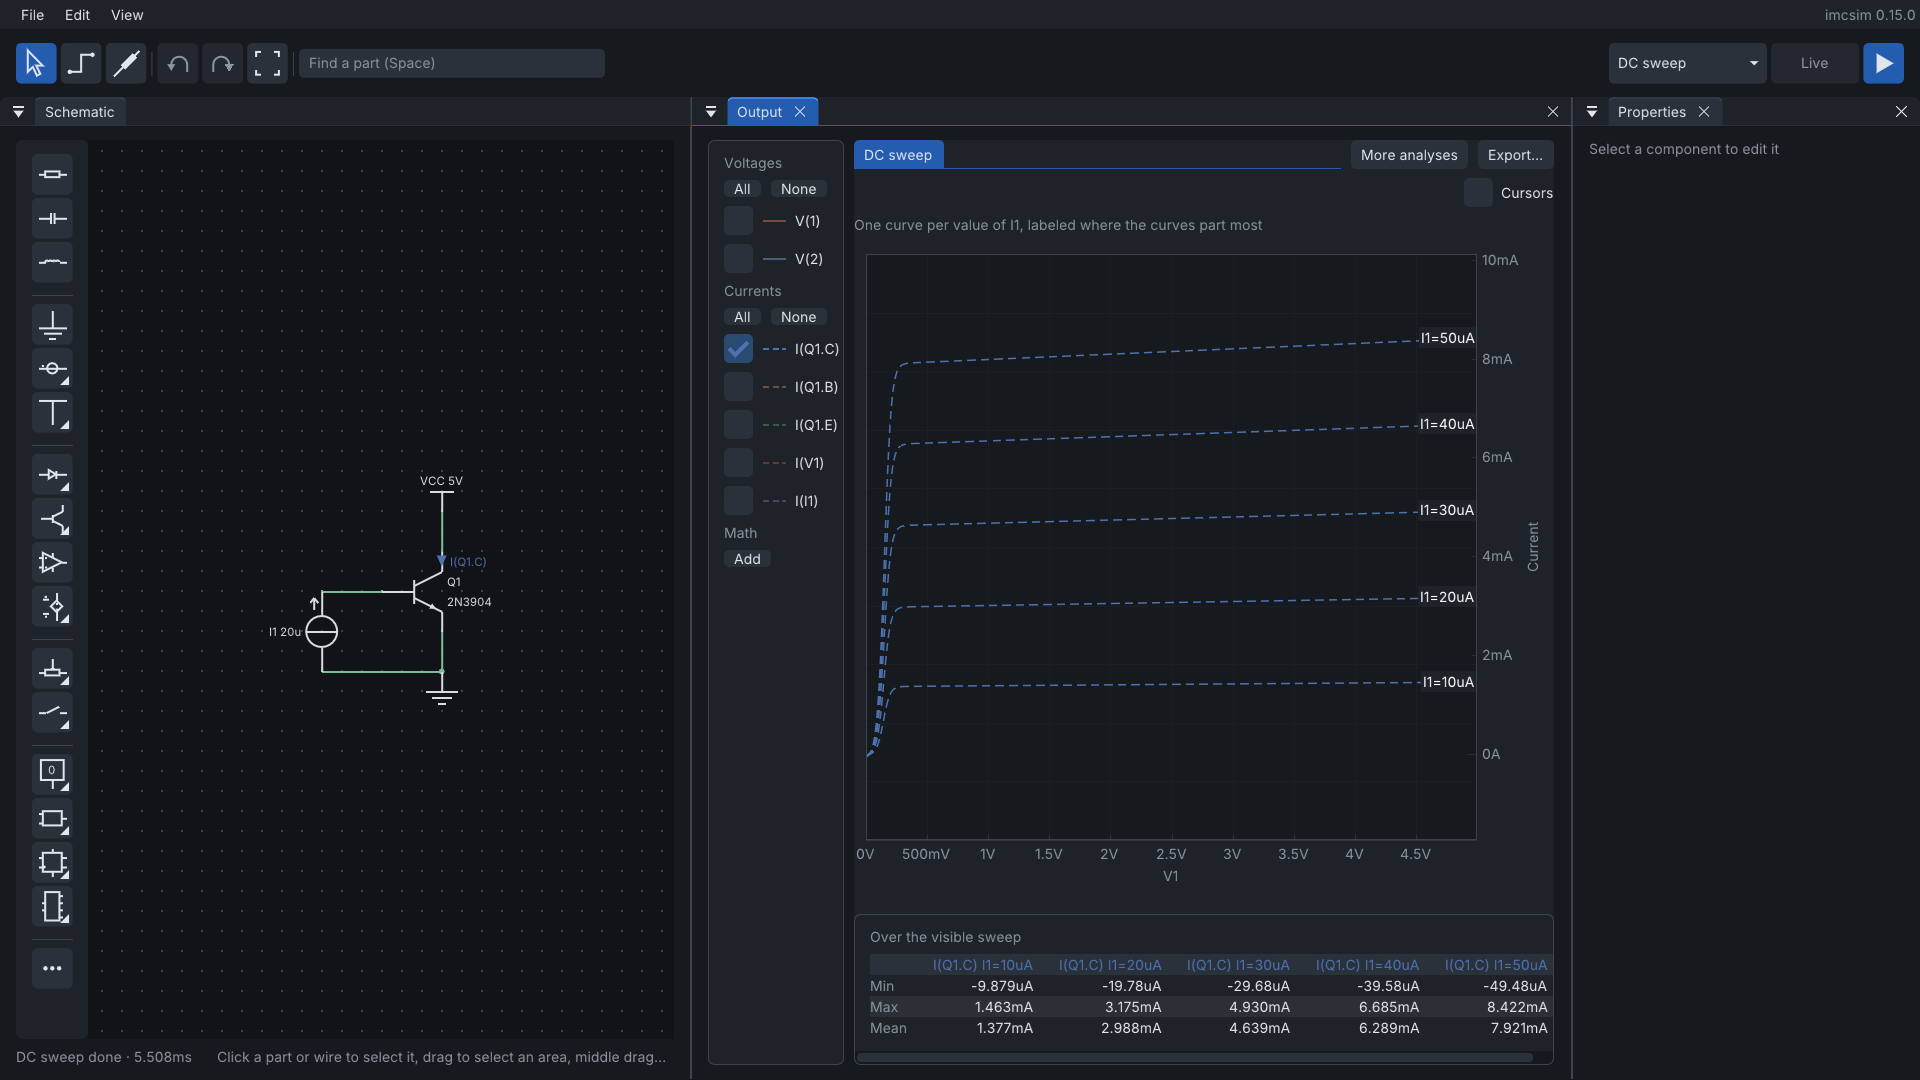 File Edit View
imcsim 0.15.0
Find a part (Space)
DC sweep
Live
Schematic
Output
Properties
Select a component to edit it
Voltages
All None
V(1)
V(2)
Currents
All None
I(Q1.C)
I(Q1.B)
I(Q1.E)
I(V1)
I(I1)
Math
Add
DC sweep
More analyses
Export...
Cursors
One curve per value of I1, labeled where the curves part most
10mA
8mA
6mA
4mA
2mA
0A
Current
I1=50uA
I1=40uA
I1=30uA
I1=20uA
I1=10uA
0V 500mV 1V 1.5V 2V 2.5V 3V 3.5V 4V 4.5V
V1
VCC 5V
I(Q1.C)
Q1
2N3904
I1 20u
0
Over the visible sweep
I(Q1.C) I1=10uA I(Q1.C) I1=20uA I(Q1.C) I1=30uA I(Q1.C) I1=40uA I(Q1.C) I1=50uA
Min -9.879uA -19.78uA -29.68uA -39.58uA -49.48uA
Max 1.463mA 3.175mA 4.930mA 6.685mA 8.422mA
Mean 1.377mA 2.988mA 4.639mA 6.289mA 7.921mA
DC sweep done · 5.508ms
Click a part or wire to select it, drag to select an area, middle drag...